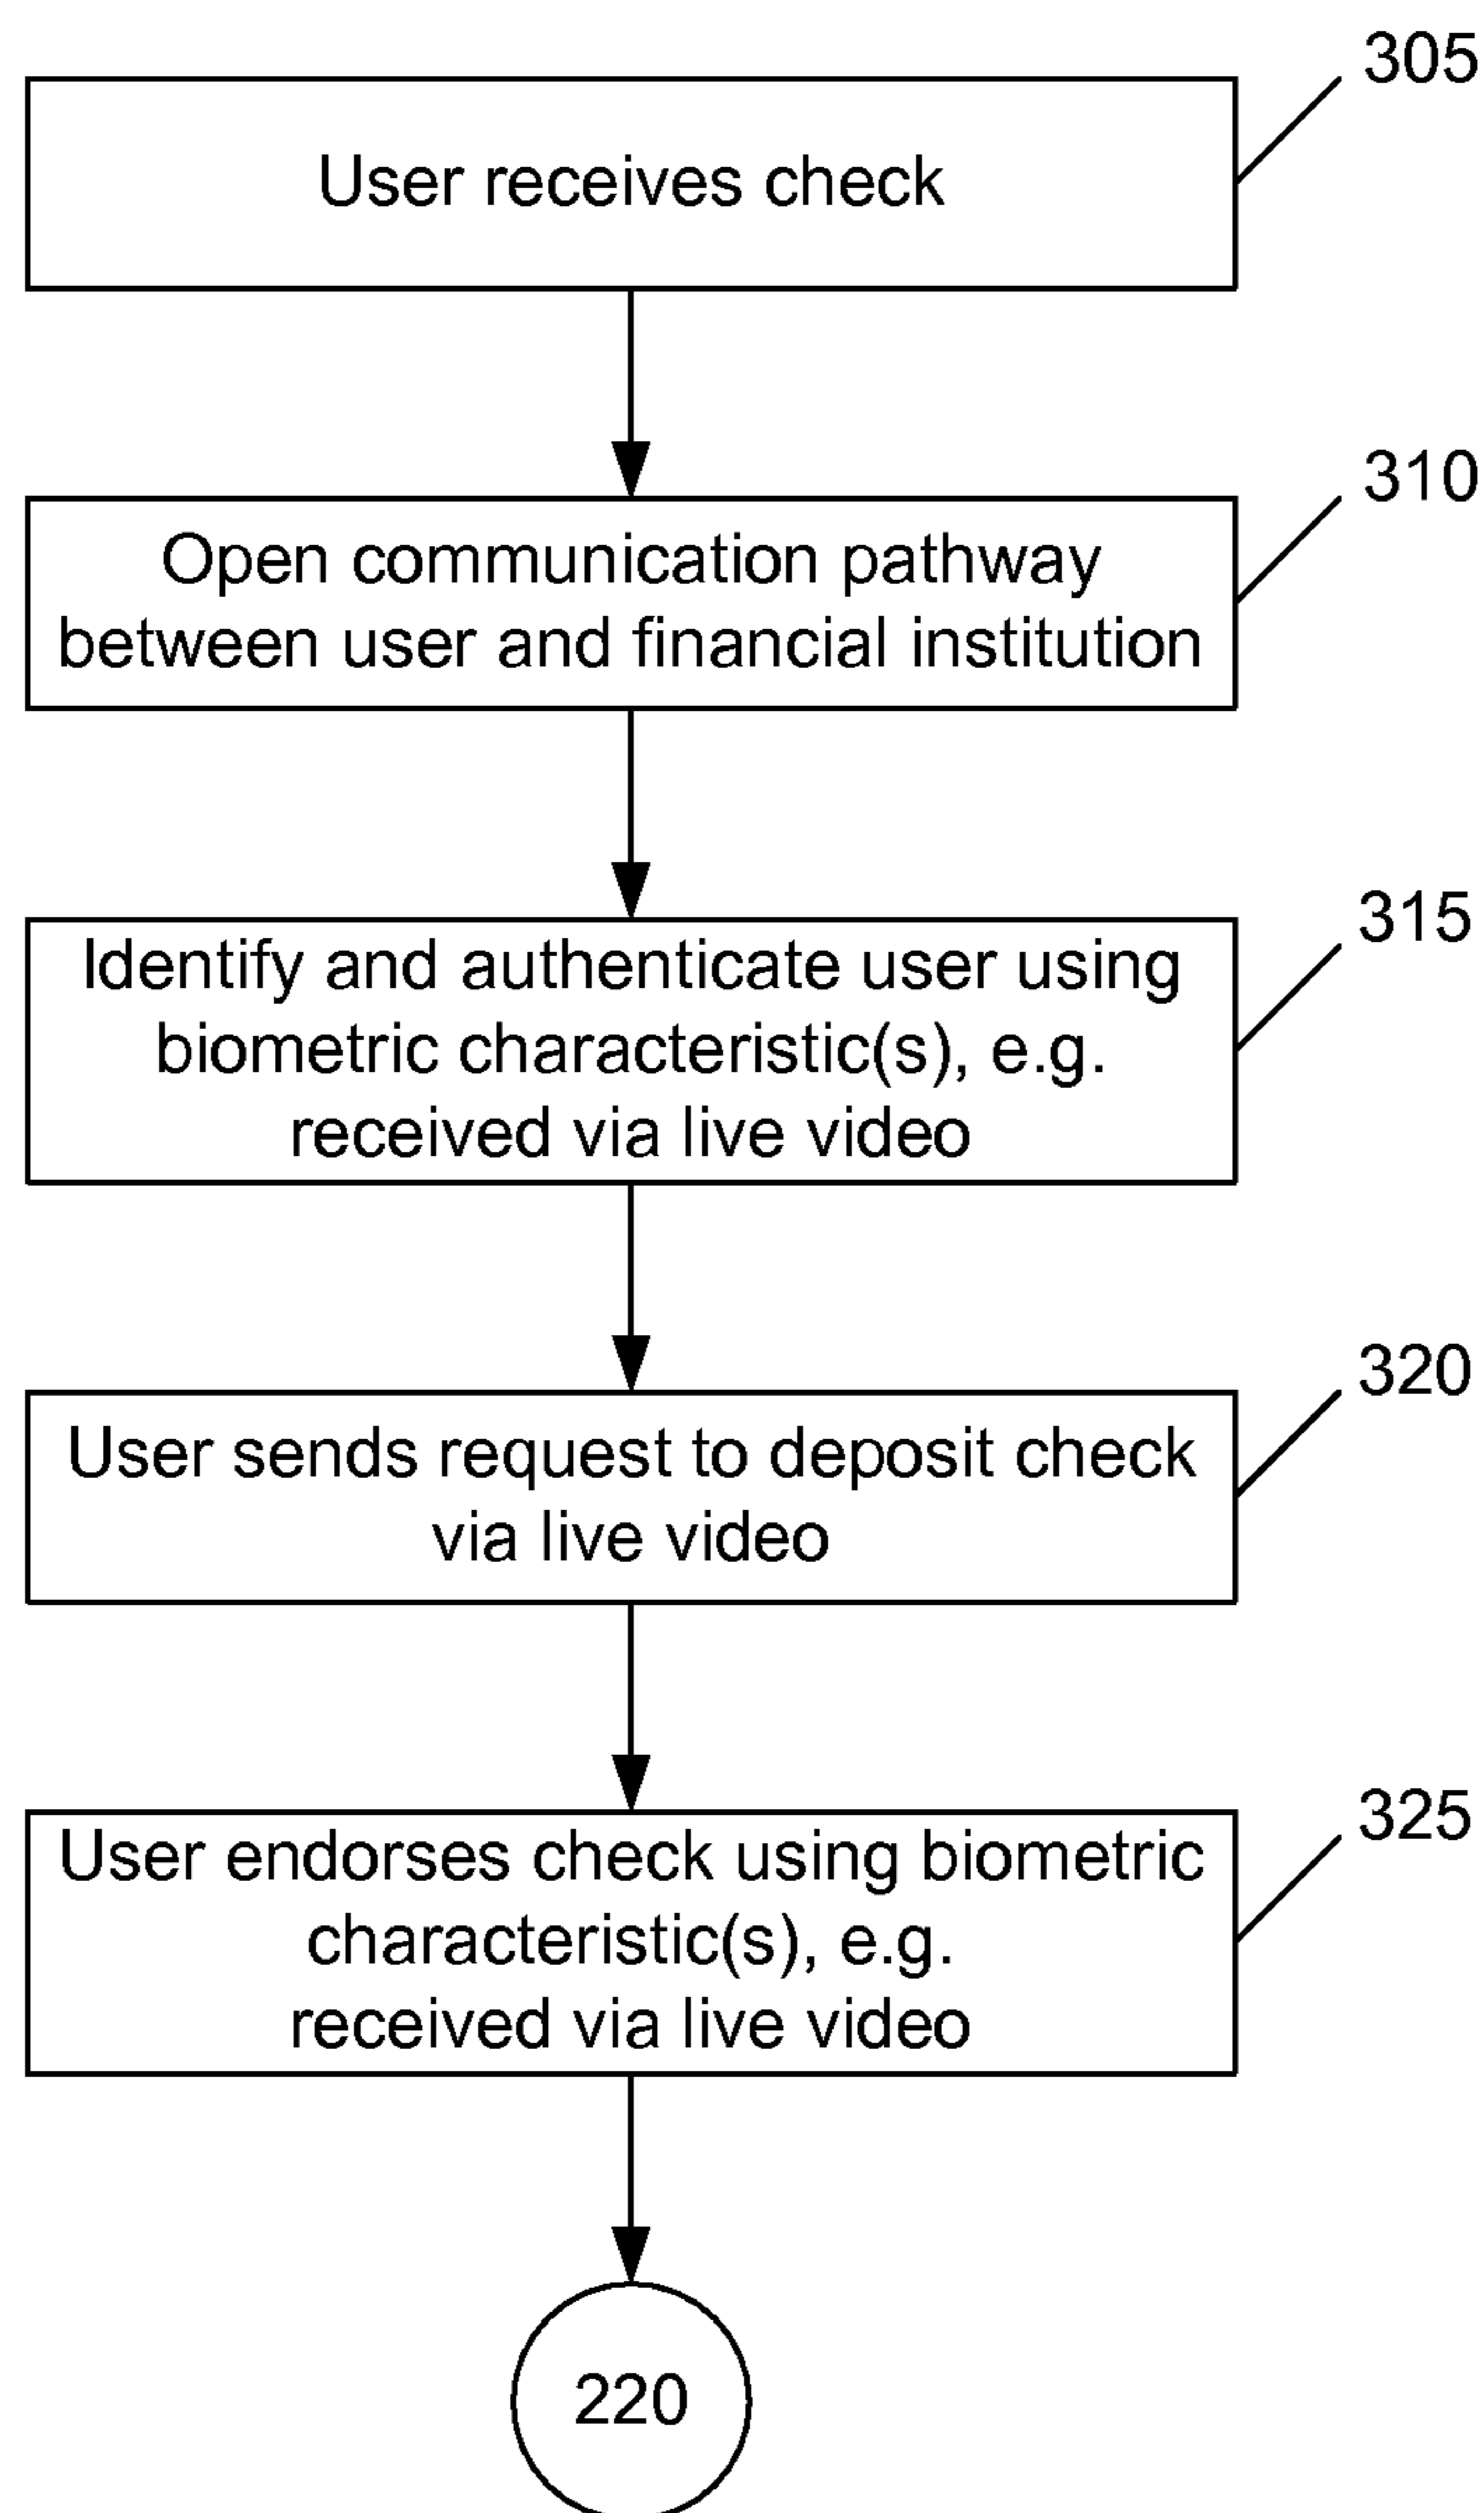 305
User receives check
310
Open communication pathway
between user and financial institution
315
Identify and authenticate user using
biometric characteristic(s), e.g.
received via live video
320
User sends request to deposit check
via live video
325
User endorses check using biometric
characteristic(s), e.g.
received via live video
220